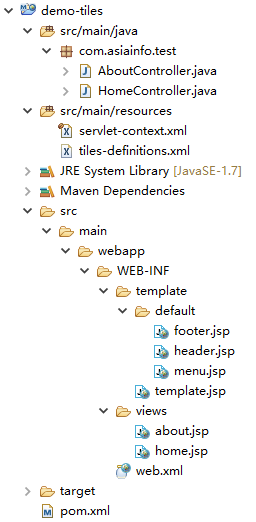 demo-tiles
src/main/java
com.asiainfo.test
AboutController.java
HomeController.java
src/main/resources
servlet-context.xml
tiles-definitions.xml
JRE System Library [JavaSE-1.7]
Maven Dependencies
src
main
webapp
WEB-INF
template
default
footer.jsp
header.jsp
menu.jsp
template.jsp
views
about.jsp
home.jsp
web.xml
target
pom.xml